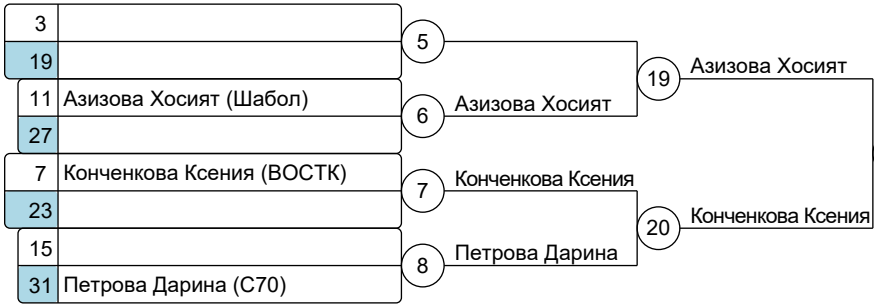 3
19
5
11 Азизова Хосият (Шабол)
27
6
Азизова Хосият
19
Азизова Хосият
7 Конченкова Ксения (ВОСТК)
23
7
Конченкова Ксения
15
31 Петрова Дарина (С70)
8
Петрова Дарина
20
Конченкова Ксения